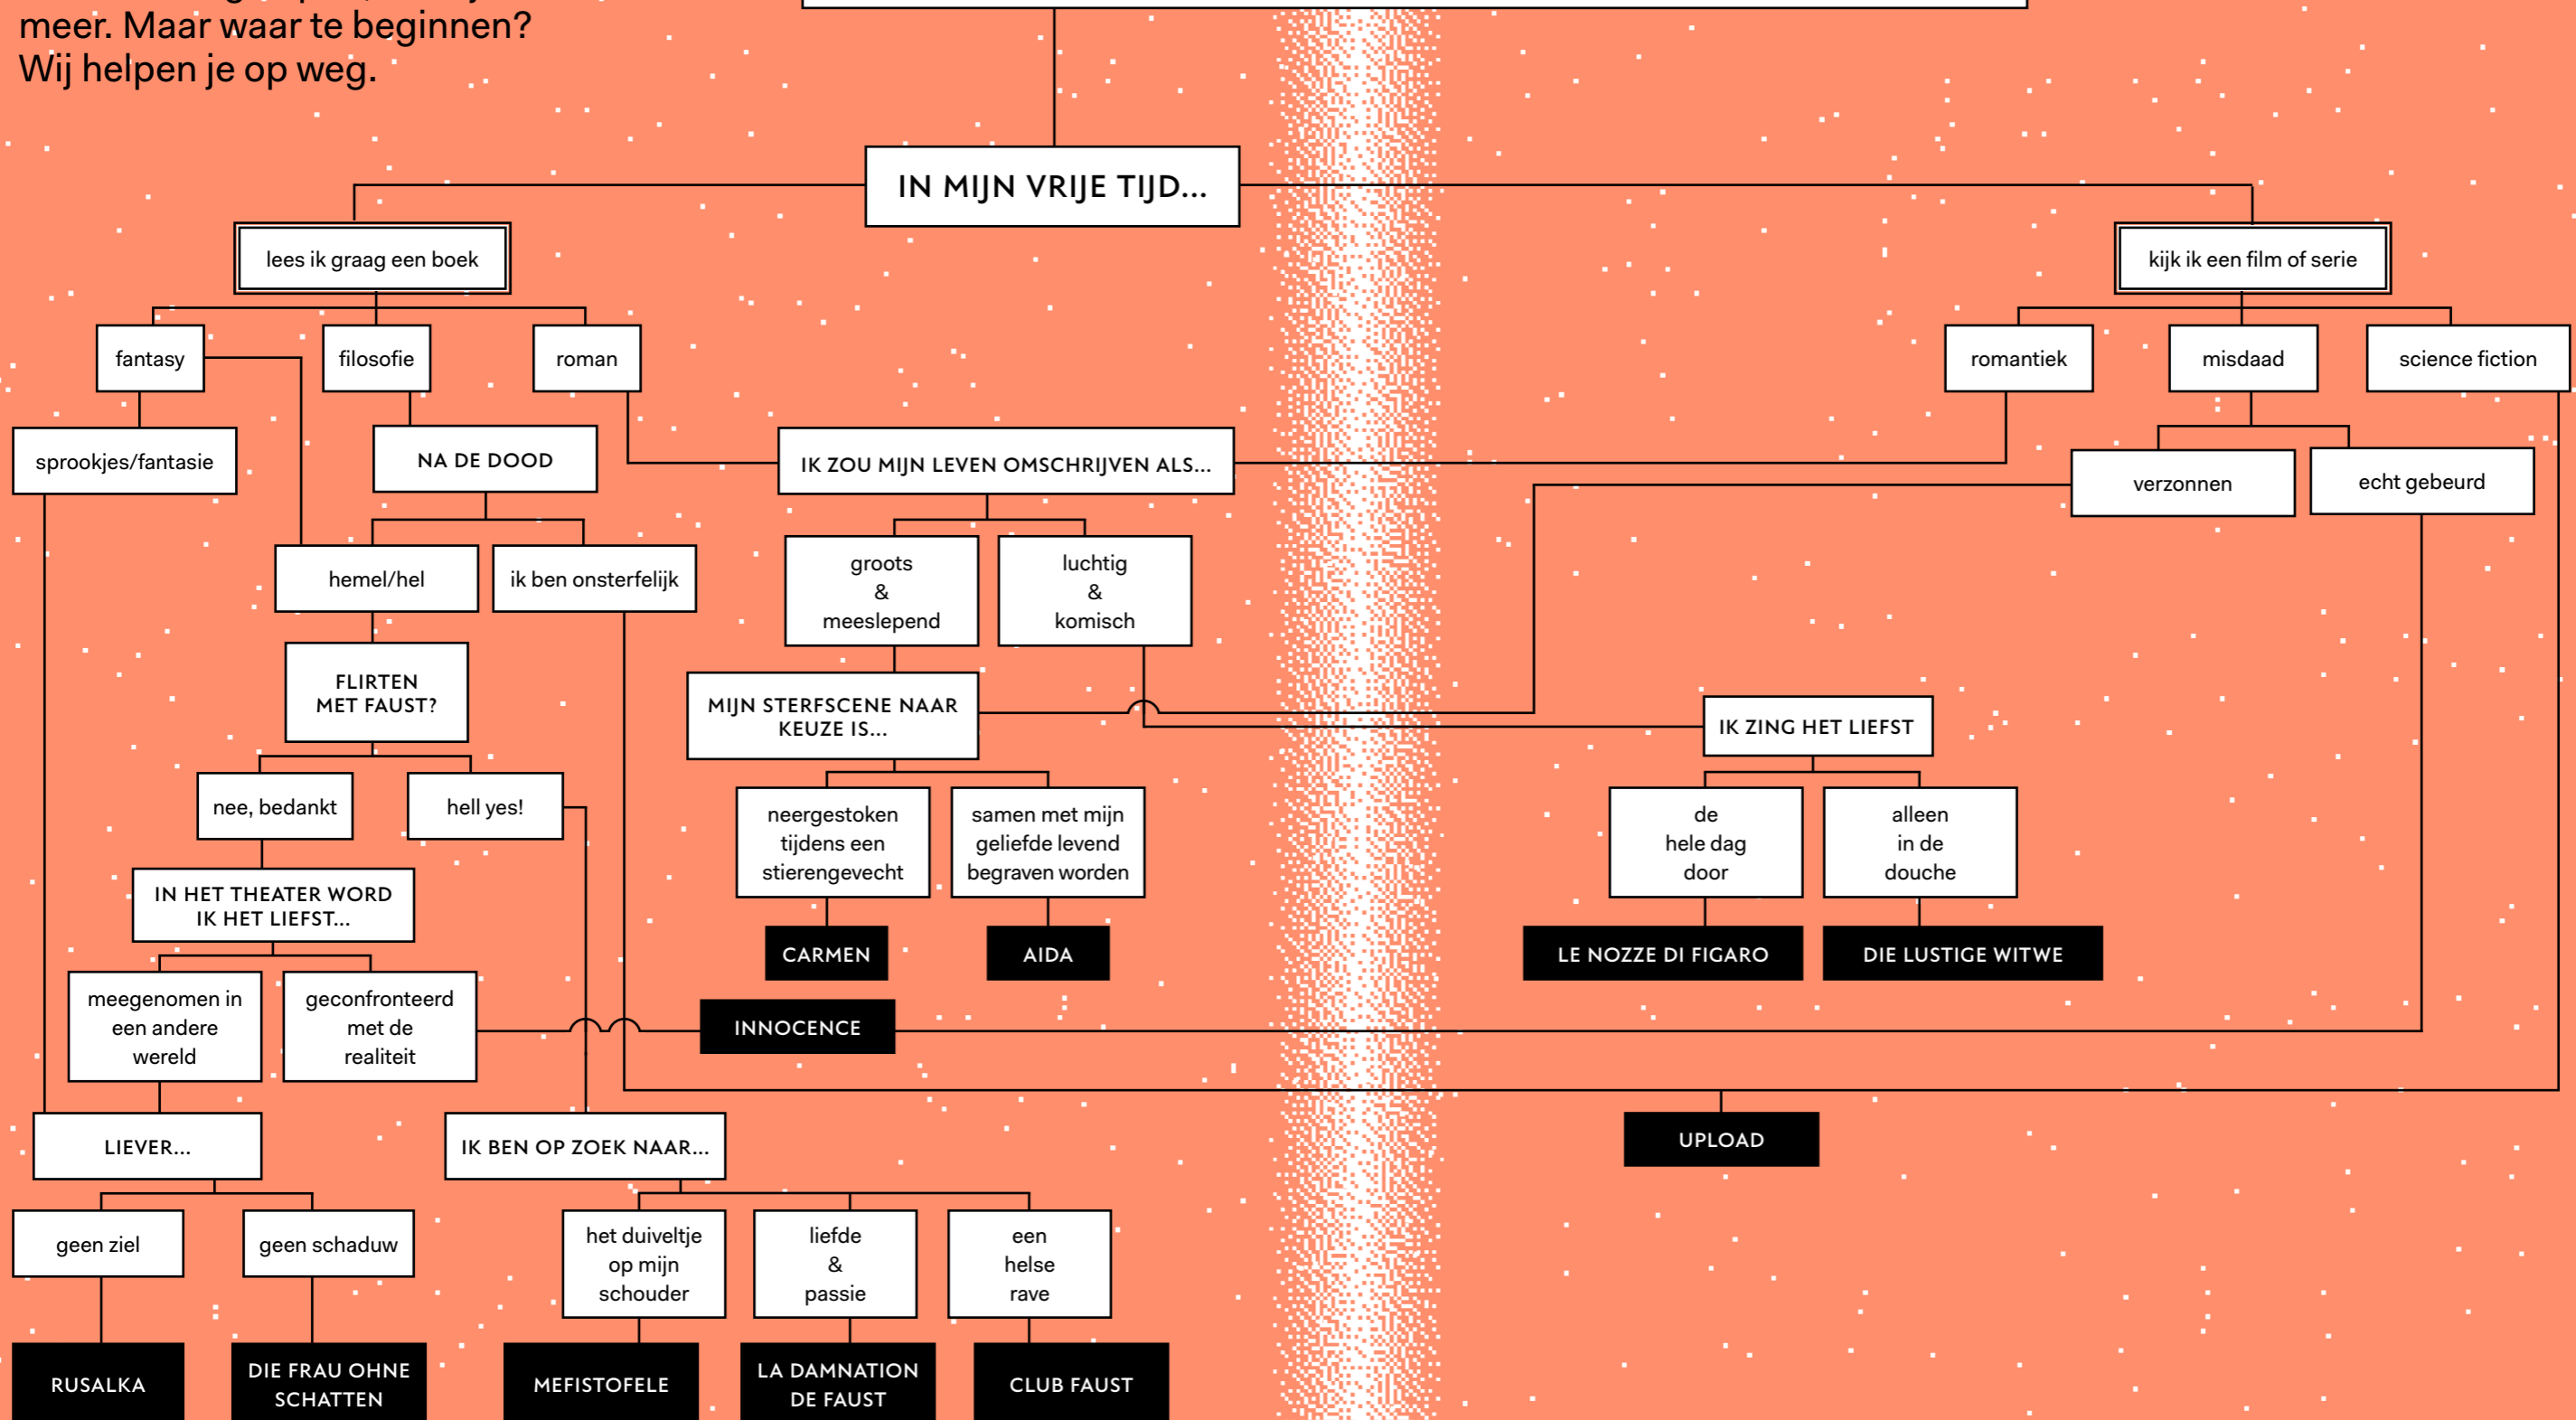 meer. Maar waar te beginnen?
Wij helpen je op weg.
IN MIJN VRIJE TIJD...
lees ik graag een boek
kijk ik een film of serie
fantasy
filosofie
roman
romantiek
misdaad
science fiction
sprookjes/fantasie
NA DE DOOD
IK ZOU MIJN LEVEN OMSCHRIJVEN ALS...
verzonnen
echt gebeurd
hemel/hel
ik ben onsterfelijk
groots
&
meeslepend
luchtig
&
komisch
FLIRTEN
MET FAUST?
MIJN STERFSCENE NAAR
KEUZE IS...
IK ZING HET LIEFST
nee, bedankt
hell yes!
neergestoken
tijdens een
stierengevecht
samen met mijn
geliefde levend
begraven worden
de
hele dag
door
alleen
in de
douche
IN HET THEATER WORD
IK HET LIEFST...
CARMEN
AIDA
LE NOZZE DI FIGARO
DIE LUSTIGE WITWE
meegenomen in
een andere
wereld
geconfronteerd
met de
realiteit
INNOCENCE
LIEVER...
IK BEN OP ZOEK NAAR...
UPLOAD
geen ziel
geen schaduw
het duiveltje
op mijn
schouder
liefde
&
passie
een
helse
rave
RUSALKA
DIE FRAU OHNE
SCHATTEN
MEFISTOFELE
LA DAMNATION
DE FAUST
CLUB FAUST